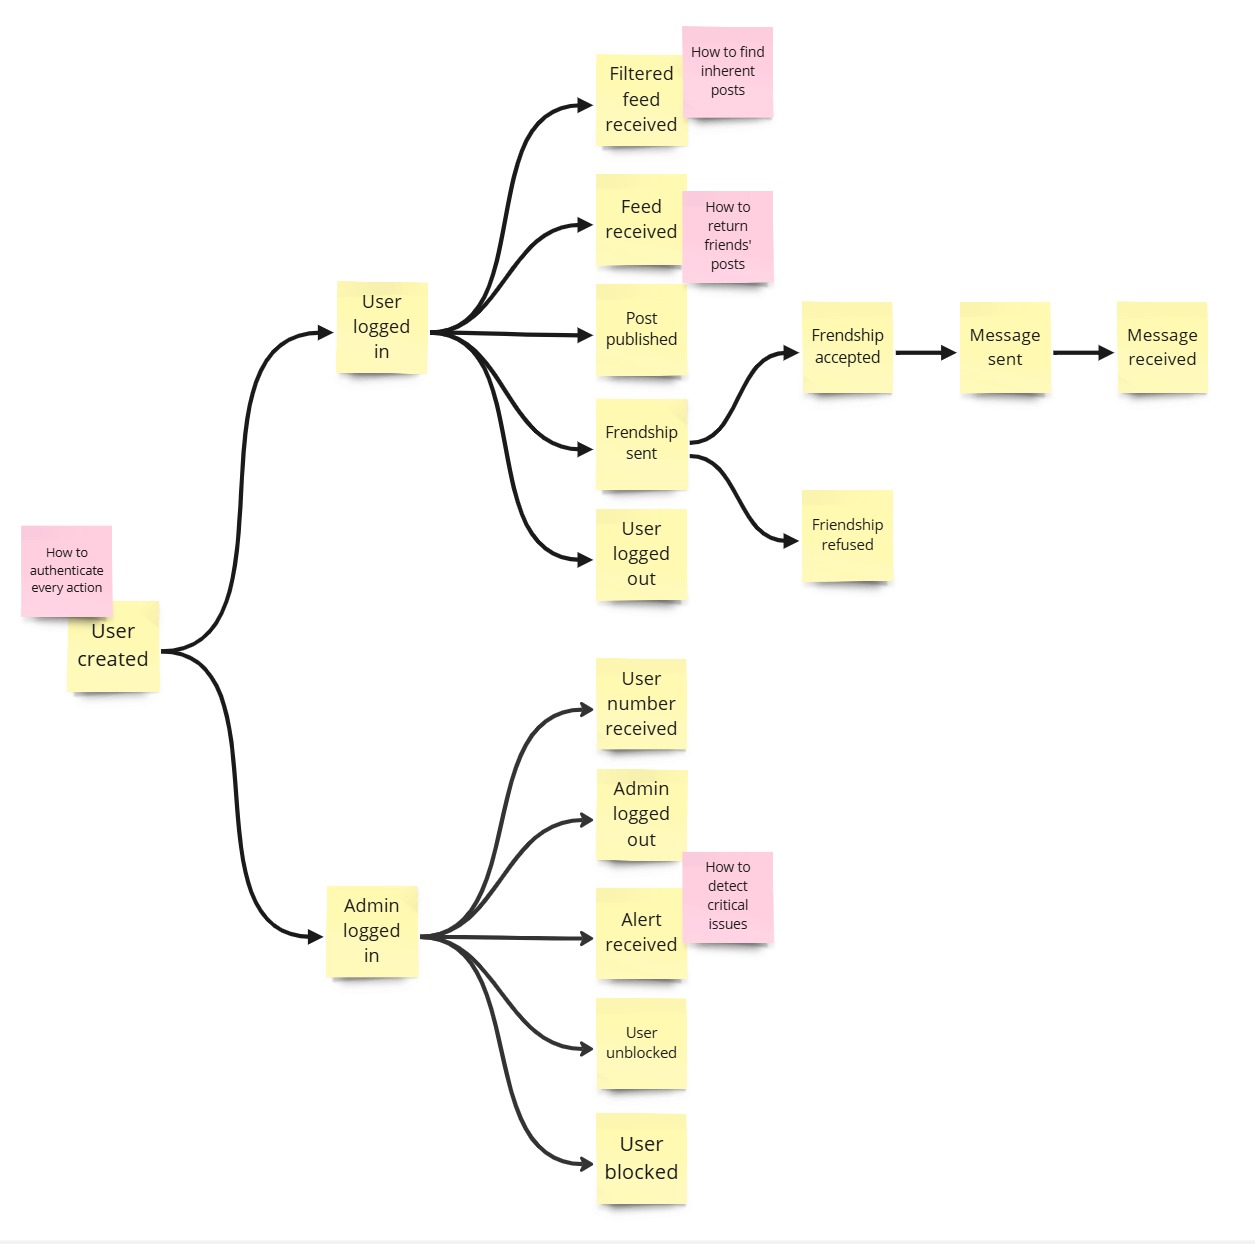 How to find
inherent
posts
Filtered
feed
received
Feed
received
How to
return
friends'
posts
User
logged
in
Post
published
Frendship
accepted
Message
sent
Message
received
Frendship
sent
Friendship
refused
User
logged
out
How to
authenticate
every action
User
created
User
number
received
Admin
logged
out
How to
detect
critical
issues
Admin
logged
in
Alert
received
User
unblocked
User
blocked